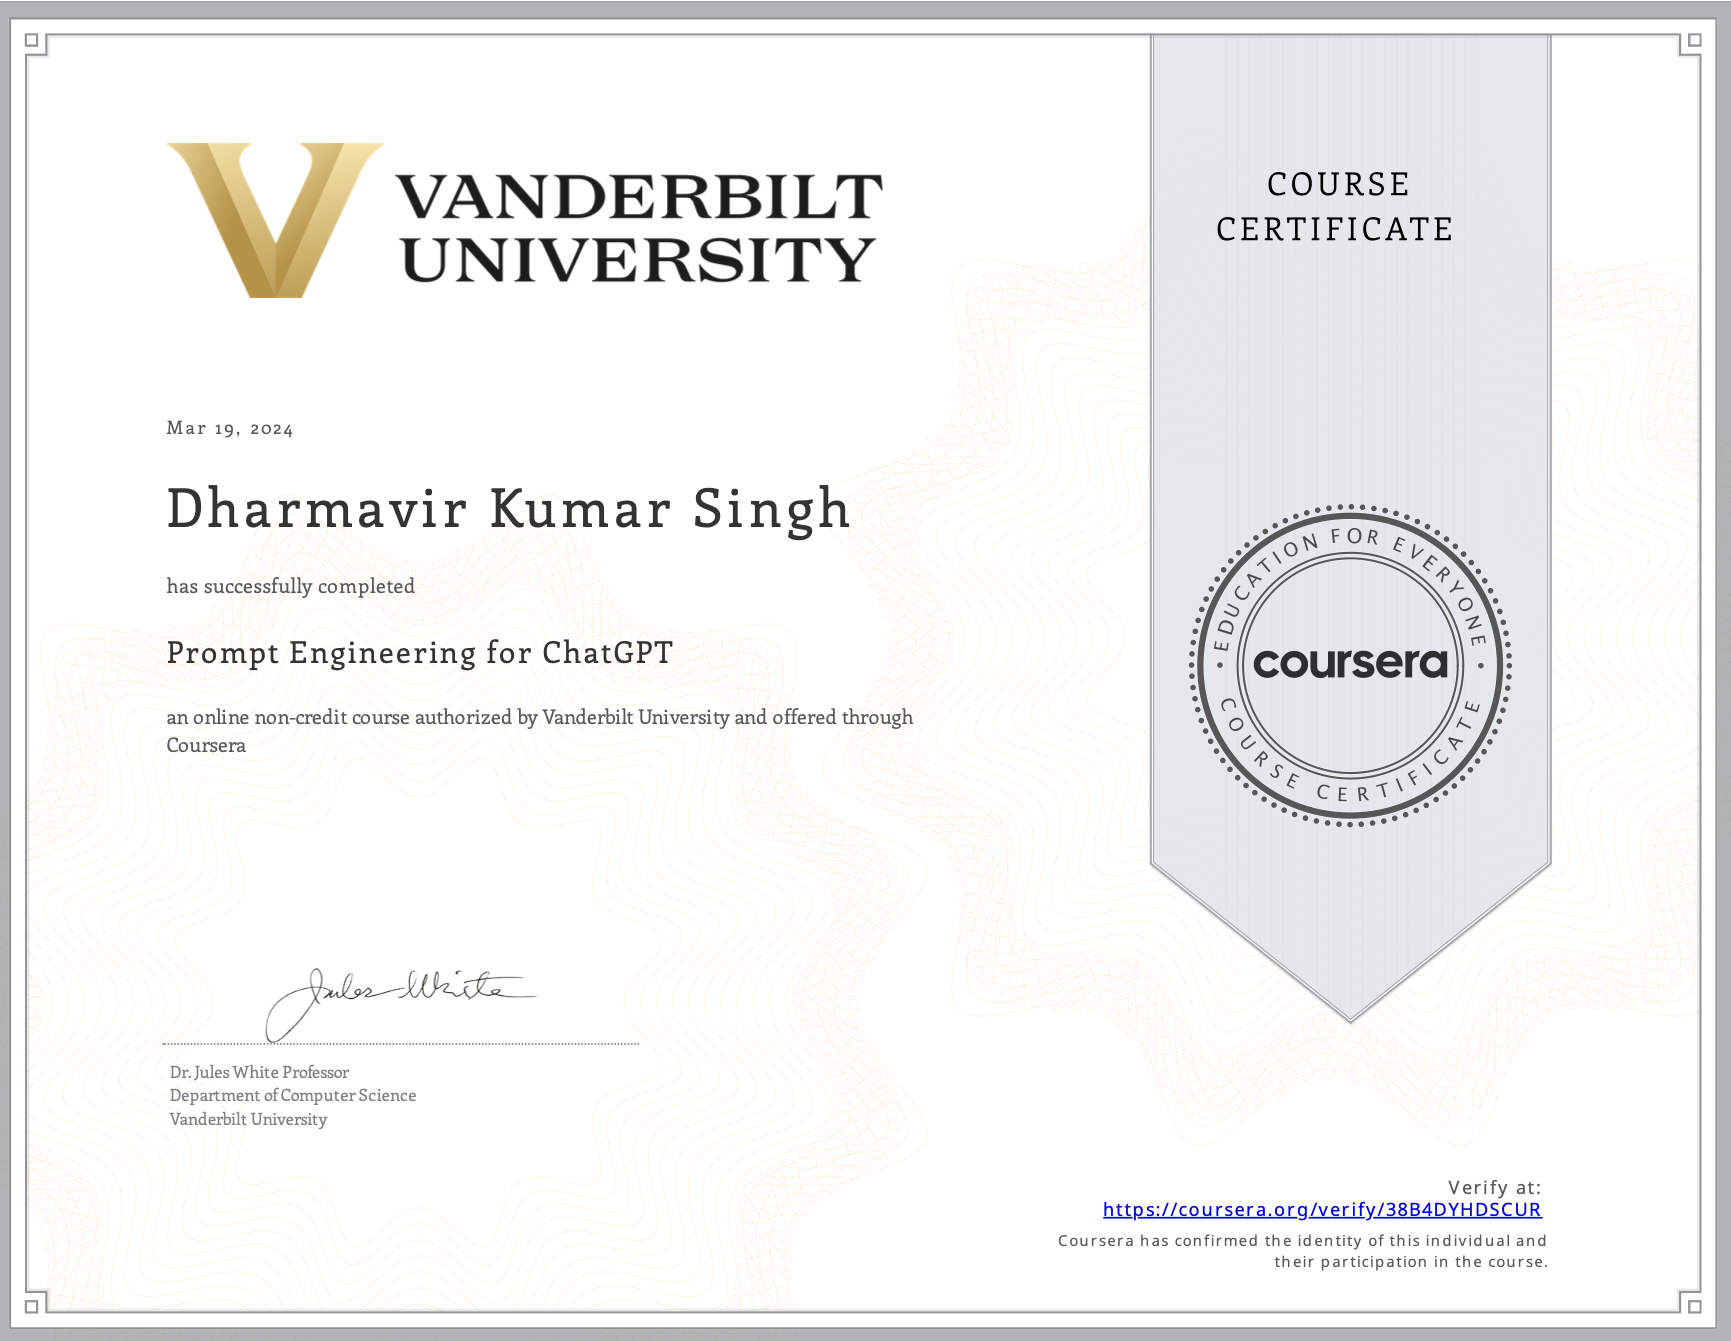 VANDERBILT
UNIVERSITY
COURSE
CERTIFICATE
Mar 19, 2024
Dharmavir Kumar Singh
has successfully completed
Prompt Engineering for ChatGPT
an online non-credit course authorized by Vanderbilt University and offered through
Coursera
EDUCATION FOR EVERYONE
coursera
COURSE CERTIFICATE
Jules White
Dr. Jules White Professor
Department of Computer Science
Vanderbilt University
Verify at:
https://coursera.org/verify/38B4DYHDSCUR
Coursera has confirmed the identity of this individual and
their participation in the course.